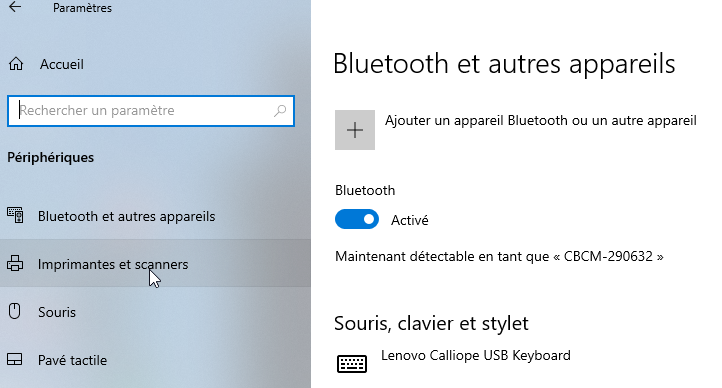 Paramètres
Accueil
Rechercher un paramètre
Périphériques
Bluetooth et autres appareils
Imprimantes et scanners
Souris
Pavé tactile
Bluetooth et autres appareils
Ajouter un appareil Bluetooth ou un autre appareil
Bluetooth
Activé
Maintenant détectable en tant que « CBCM-290632 »
Souris, clavier et stylet
Lenovo Calliope USB Keyboard